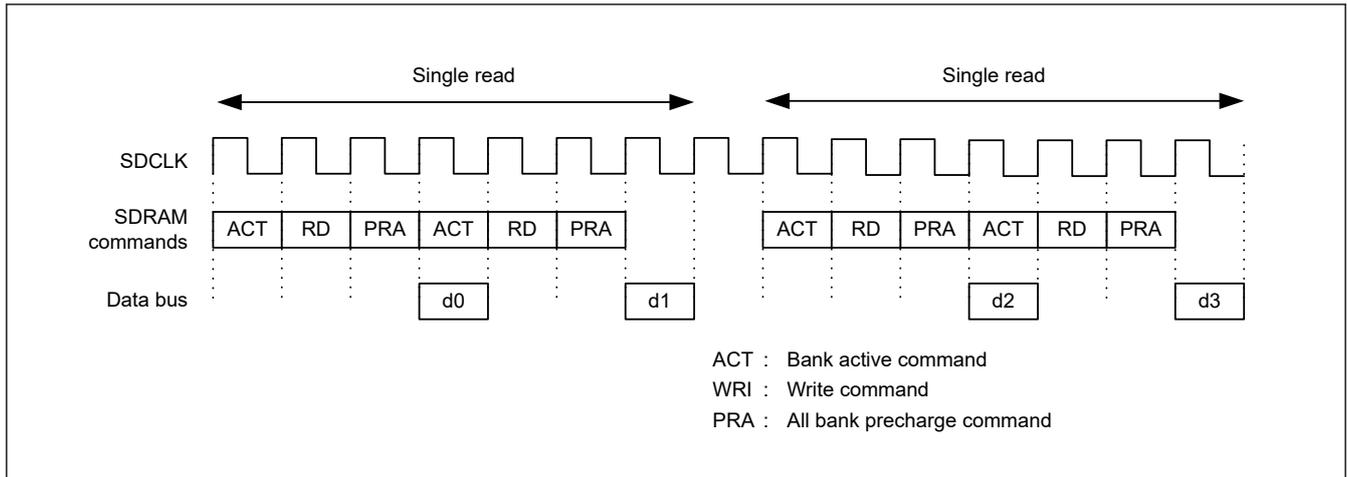 Single read Single read
SDCLK
SDRAM
commands
ACT RD PRA ACT RD PRA ACT RD PRA ACT RD PRA
Data bus
d0 d1 d2 d3
ACT : Bank active command
WRI : Write command
PRA : All bank precharge command